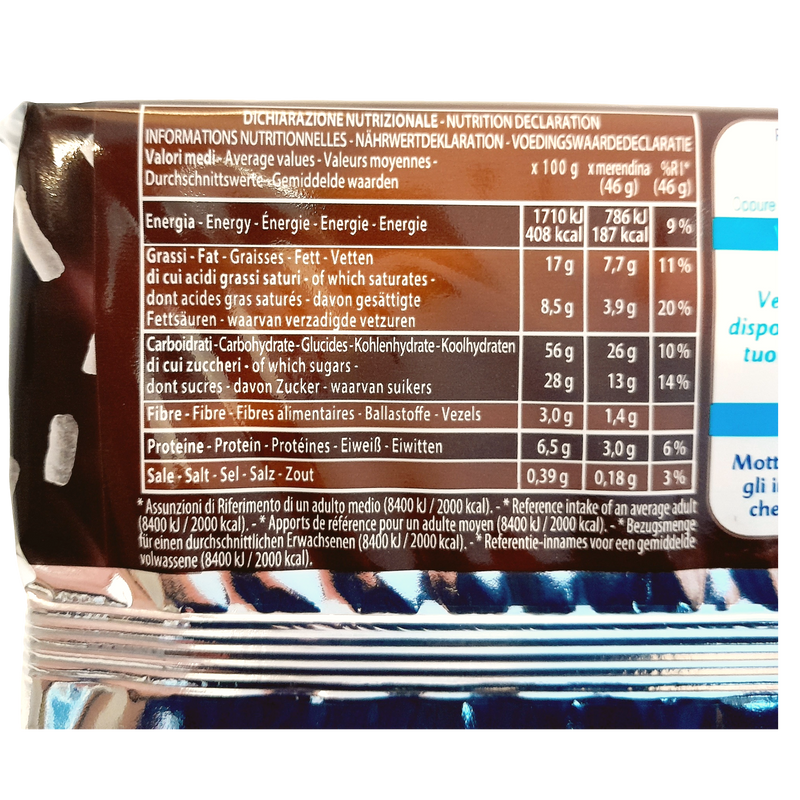 DICHIARAZIONE NUTRIZIONALE - NUTRITION DECLARATION
INFORMATIONS NUTRITIONNELLES - NÄHRWERTDEKLARATION - VOEDINGSWAARDEDECLARATIE
Valori medi - Average values - Valeurs moyennes -
Durchschnittswerte - Gemiddelde waarden
x 100 g x merendina %RI*
(46 g) (46 g)
Energia - Energy - Énergie - Energie - Energie 1710 kJ 786 kJ 9 %
408 kcal 187 kcal
Grassi - Fat - Graisses - Fett - Vetten 17 g 7,7 g 11 %
di cui acidi grassi saturi - of which saturates -
dont acides gras saturés - davon gesättigte 8,5 g 3,9 g 20 %
Fettsäuren - waarvan verzadigde vetzuren
Carboidrati - Carbohydrate - Glucides - Kohlenhydrate - Koolhydraten 56 g 26 g 10 %
di cui zuccheri - of which sugars -
dont sucres - davon Zucker - waarvan suikers 28 g 13 g 14 %
Fibre - Fibre - Fibres alimentaires - Ballastoffe - Vezels 3,0 g 1,4 g
Proteine - Protein - Protéines - Eiweiß - Eiwitten 6,5 g 3,0 g 6 %
Sale - Salt - Sel - Salz - Zout 0,39 g 0,18 g 3 %
* Assunzioni di Riferimento di un adulto medio (8400 kJ / 2000 kcal). - * Reference intake of an average adult
(8400 kJ / 2000 kcal). - * Apports de référence pour un adulte moyen (8400 kJ / 2000 kcal). - * Bezugsmenge
für einen durchschnittlichen Erwachsenen (8400 kJ / 2000 kcal). - * Referentie-innames voor een gemiddelde
volwassene (8400 kJ / 2000 kcal).
Oppure
Ve
dispo
tuo
Mott
gli i
che